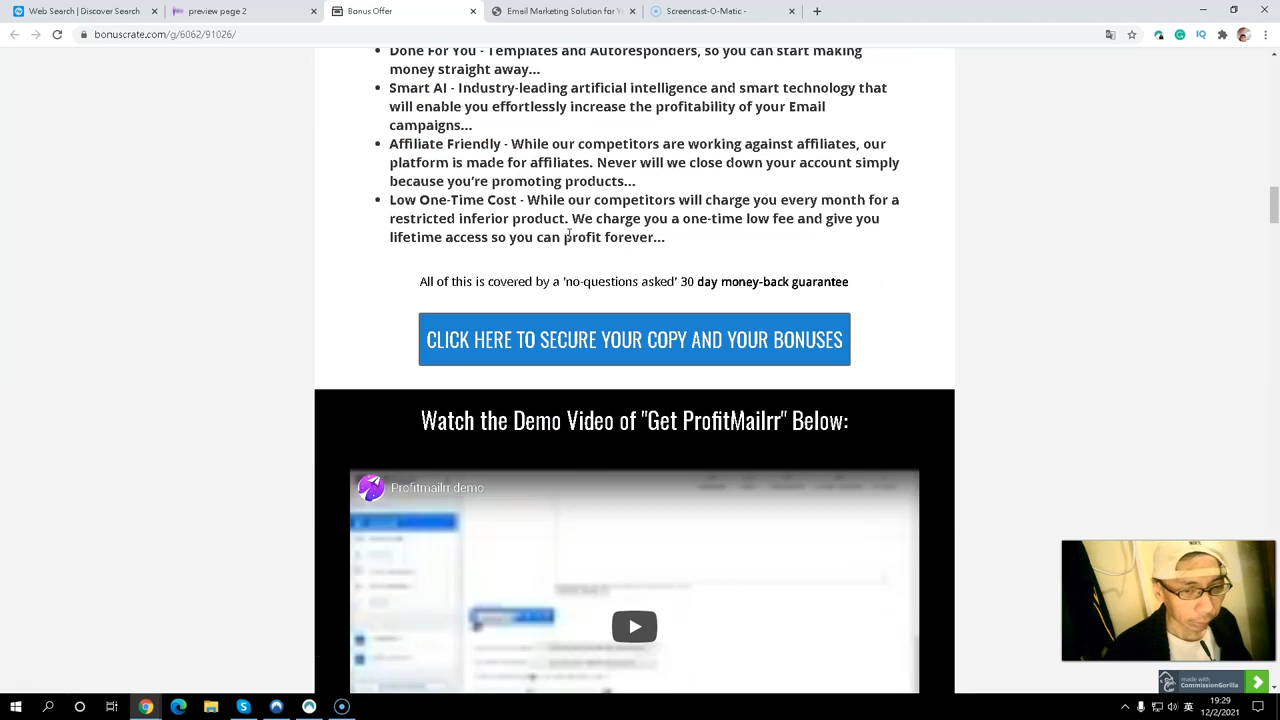 Web Search | Discover Search
preview page 2
Bonus Offer
Email Marketing Solution for Yo
Screencast-O-Matic -
bonuscrate.com/g/6062/91026/
Done For You - Templates and Autoresponders, so you can start making
money straight away...
Smart AI - Industry-leading artificial intelligence and smart technology that
will enable you effortlessly increase the profitability of your Email
campaigns...
Affiliate Friendly - While our competitors are working against affiliates, our
platform is made for affiliates. Never will we close down your account simply
because you're promoting products...
Low One-Time Cost - While our competitors will charge you every month for a
restricted inferior product. We charge you a one-time low fee and give you
lifetime access so you can profit forever...
All of this is covered by a 'no-questions asked' 30 day money-back guarantee
CLICK HERE TO SECURE YOUR COPY AND YOUR BONUSES
Watch the Demo Video of "Get ProfitMailrr" Below:
Profitmailrr demo
made with
CommissionGorilla
英
19:29
12/2/2021